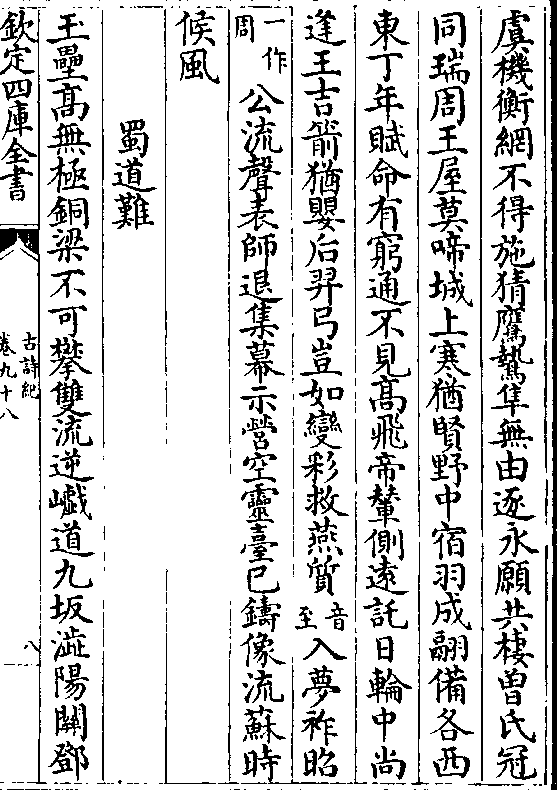 虞機衡網不得施猜鷹鷙隼無由逐永願共棲曾氏冠
同瑞周王屋莫啼城上寒猶賢野中宿羽成翮備各西
東丁年賦命有窮通不見高飛帝輦側遠託日輪中尚
逢王吉箭猶嬰后羿弓豈如變彩救燕質音至入夢祚昭
一作周公流聲表師退集幕示營空靈臺已鑄像流蘇時
候風
蜀道難
玉壘高無極銅梁不可攀雙流逆巇道九坂澁陽關鄧
欽定四庫全書
古詩紀
卷九十八
八